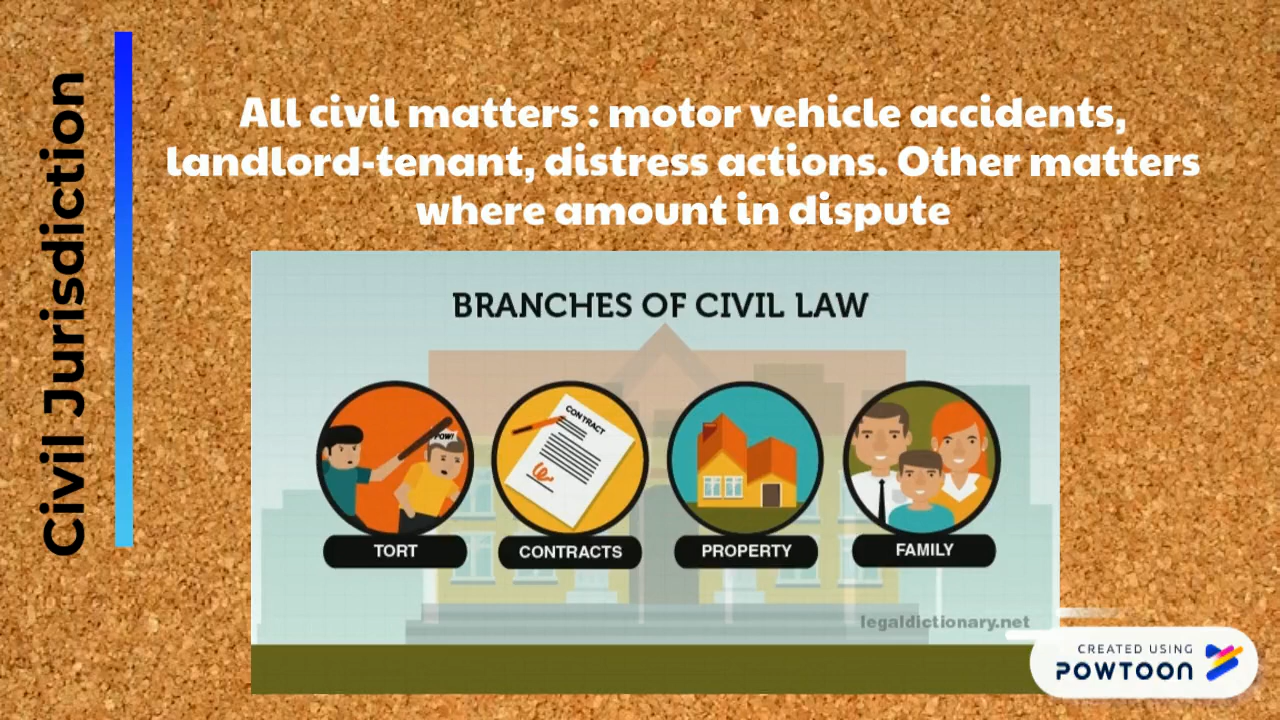 Civil Jurisdiction
All civil matters : motor vehicle accidents,
landlord-tenant, distress actions. Other matters
where amount in dispute
BRANCHES OF CIVIL LAW
POW!
CONTRACT
TORT
CONTRACTS
PROPERTY
FAMILY
legaldictionary.net
CREATED USING
POWTOON